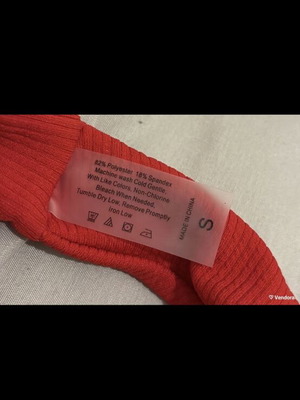 82% Polyester 18% Spandex
Machine wash Cold Gentle,
With Like Colors, Non-Chlorine
Bleach When Needed,
Tumble Dry Low, Remove Promptly
Iron Low
S
MADE IN CHINA
Vendora